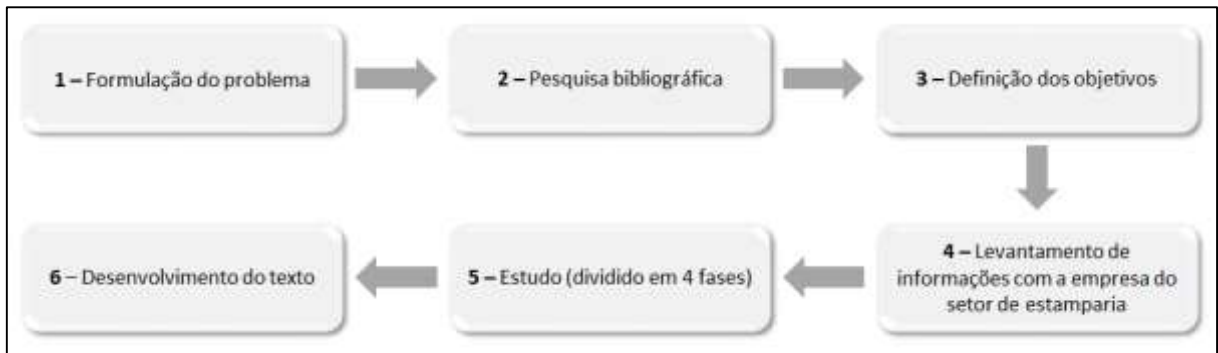 1 – Formulação do problema
2 – Pesquisa bibliográfica
3 – Definição dos objetivos
4 – Levantamento de
informações com a empresa do
setor de estamparia
5 – Estudo (dividido em 4 fases)
6 – Desenvolvimento do texto